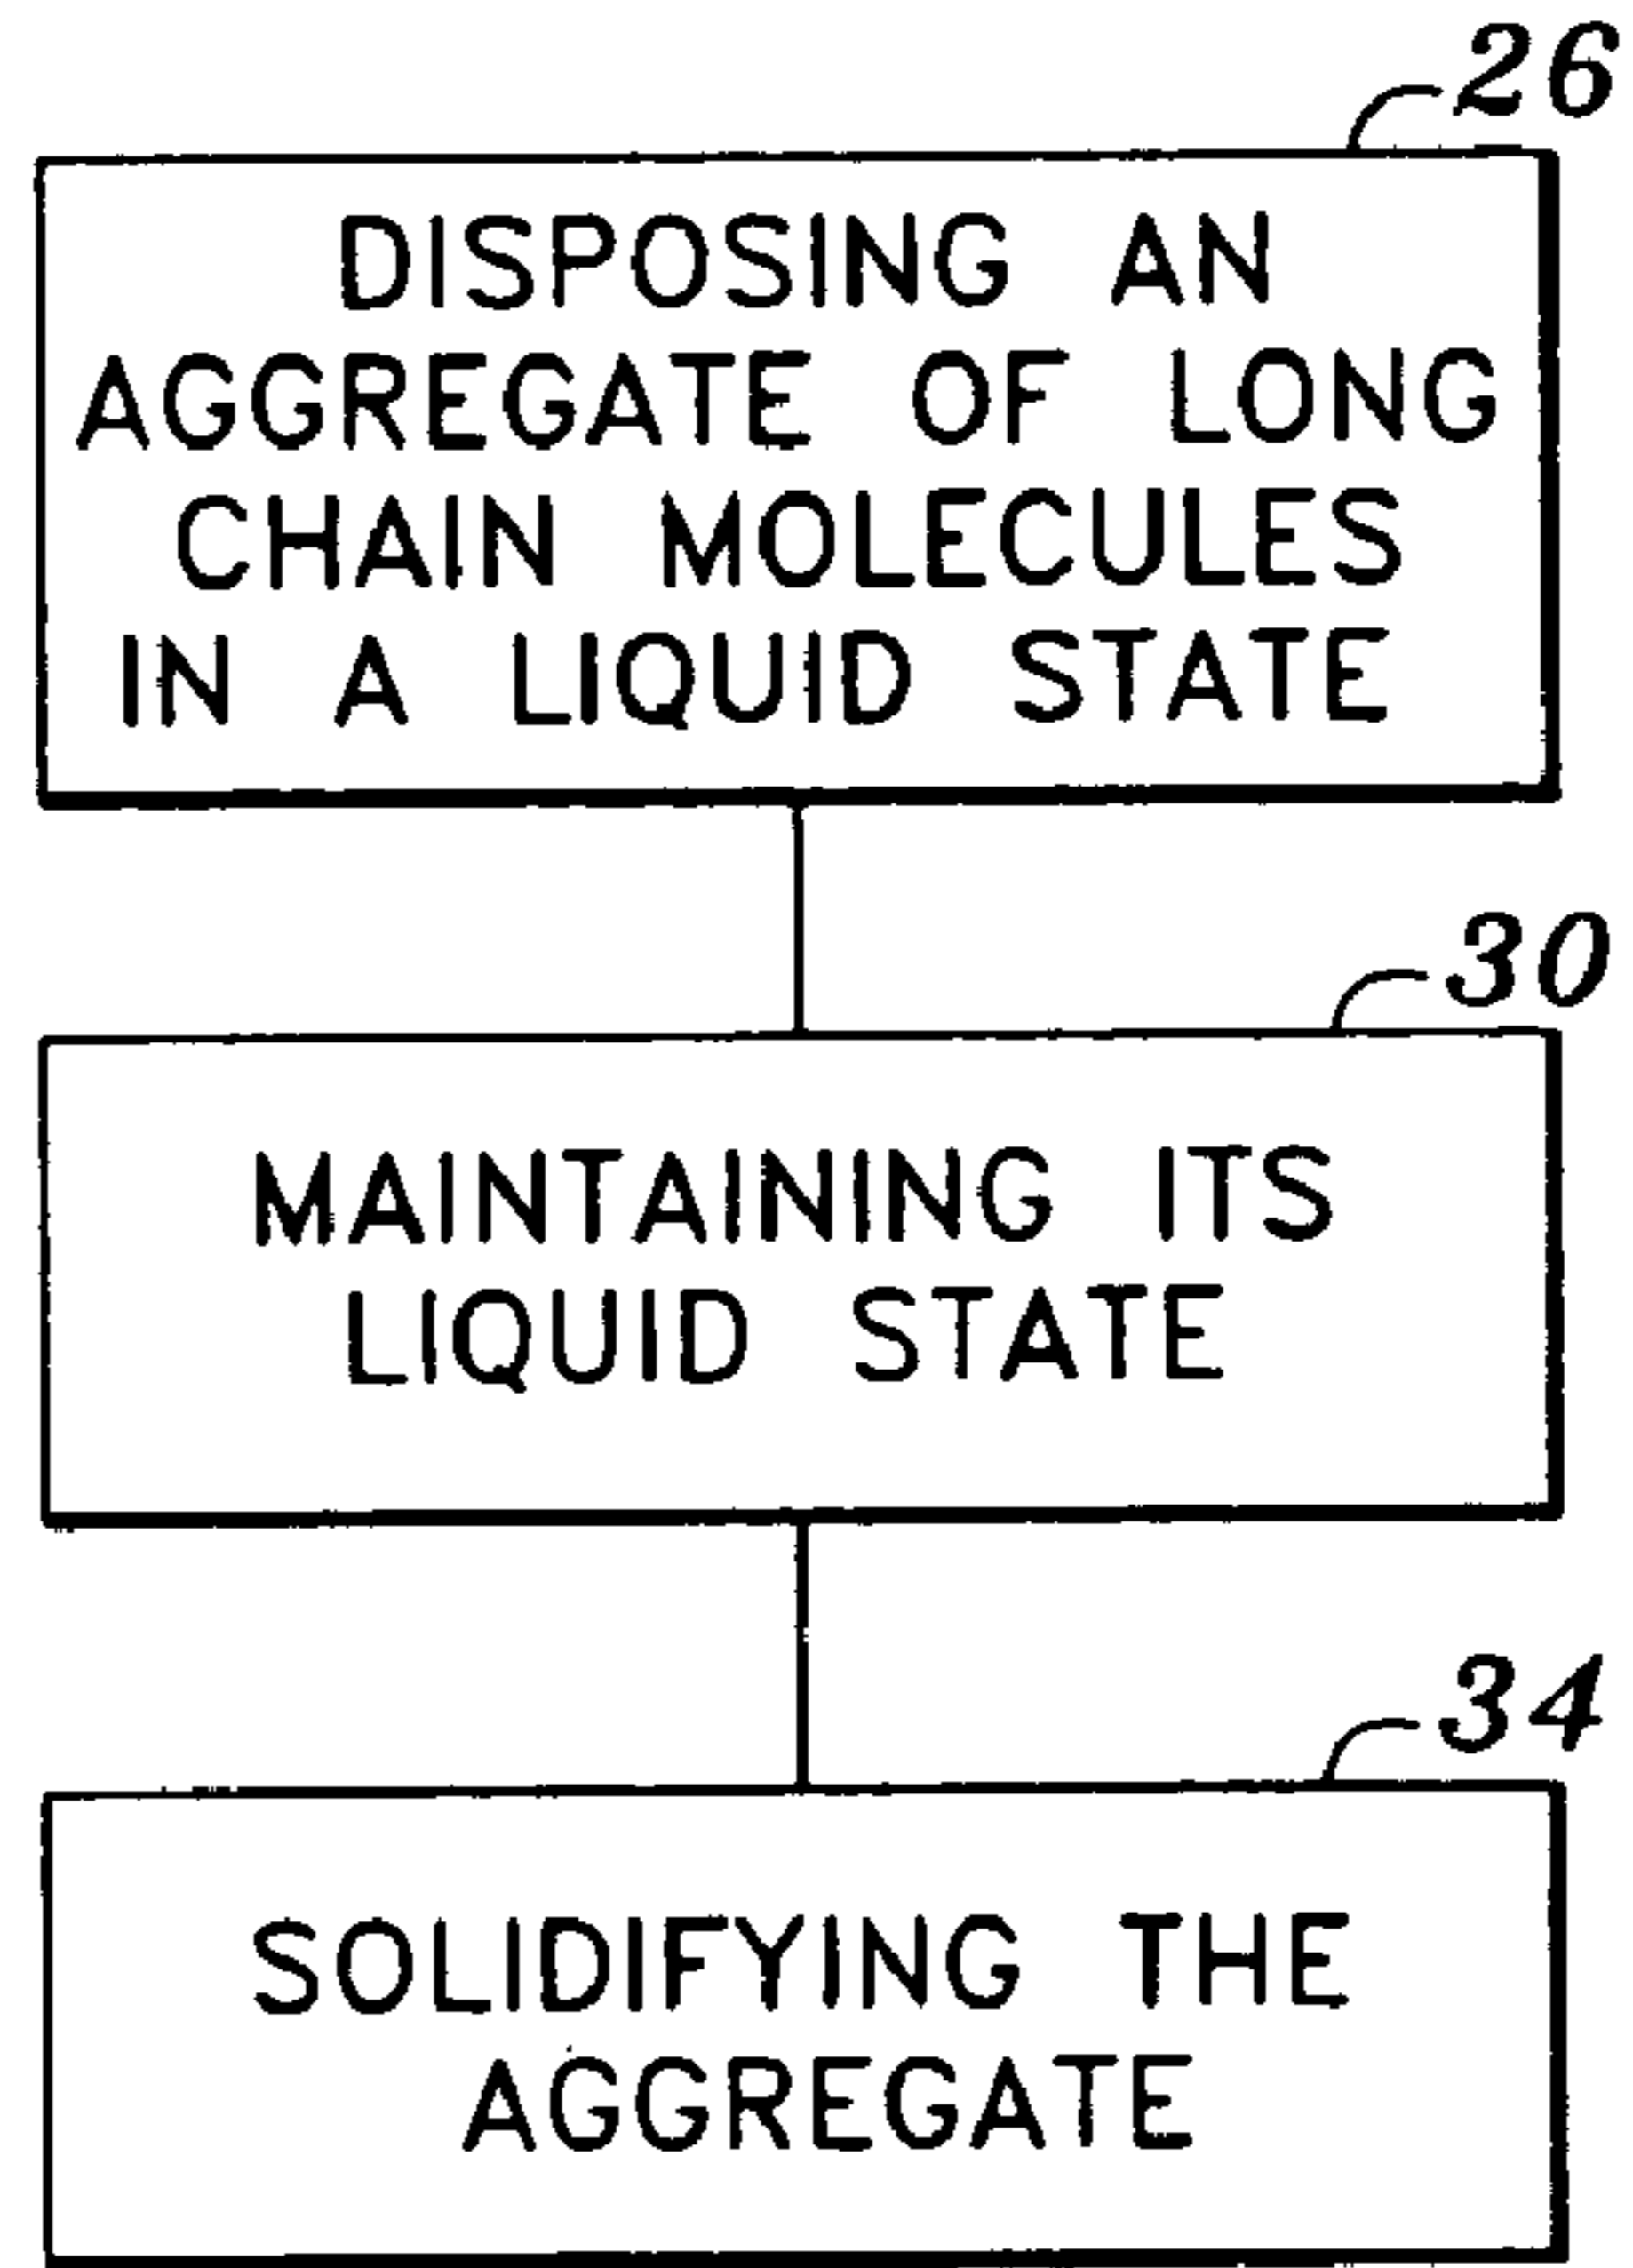 26
DISPOSING AN
AGGREGATE OF LONG
CHAIN MOLECULES
IN A LIQUID STATE
30
MAINTAINING ITS
LIQUID STATE
34
SOLIDIFYING THE
AGGREGATE